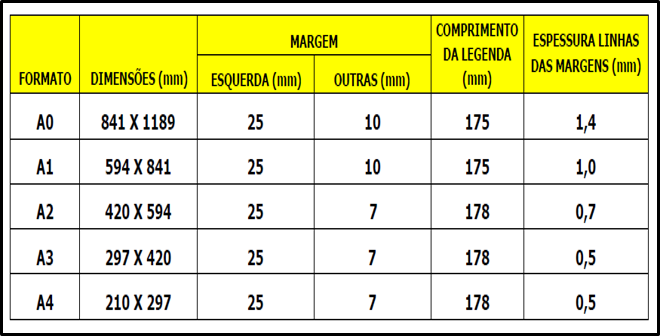 FORMATO DIMENSÕES (mm) MARGEM COMPRIMENTO DA LEGENDA (mm) ESPESSURA LINHAS DAS MARGENS (mm)
ESQUERDA (mm) OUTRAS (mm)
A0 841 X 1189 25 10 175 1,4
A1 594 X 841 25 10 175 1,0
A2 420 X 594 25 7 178 0,7
A3 297 X 420 25 7 178 0,5
A4 210 X 297 25 7 178 0,5